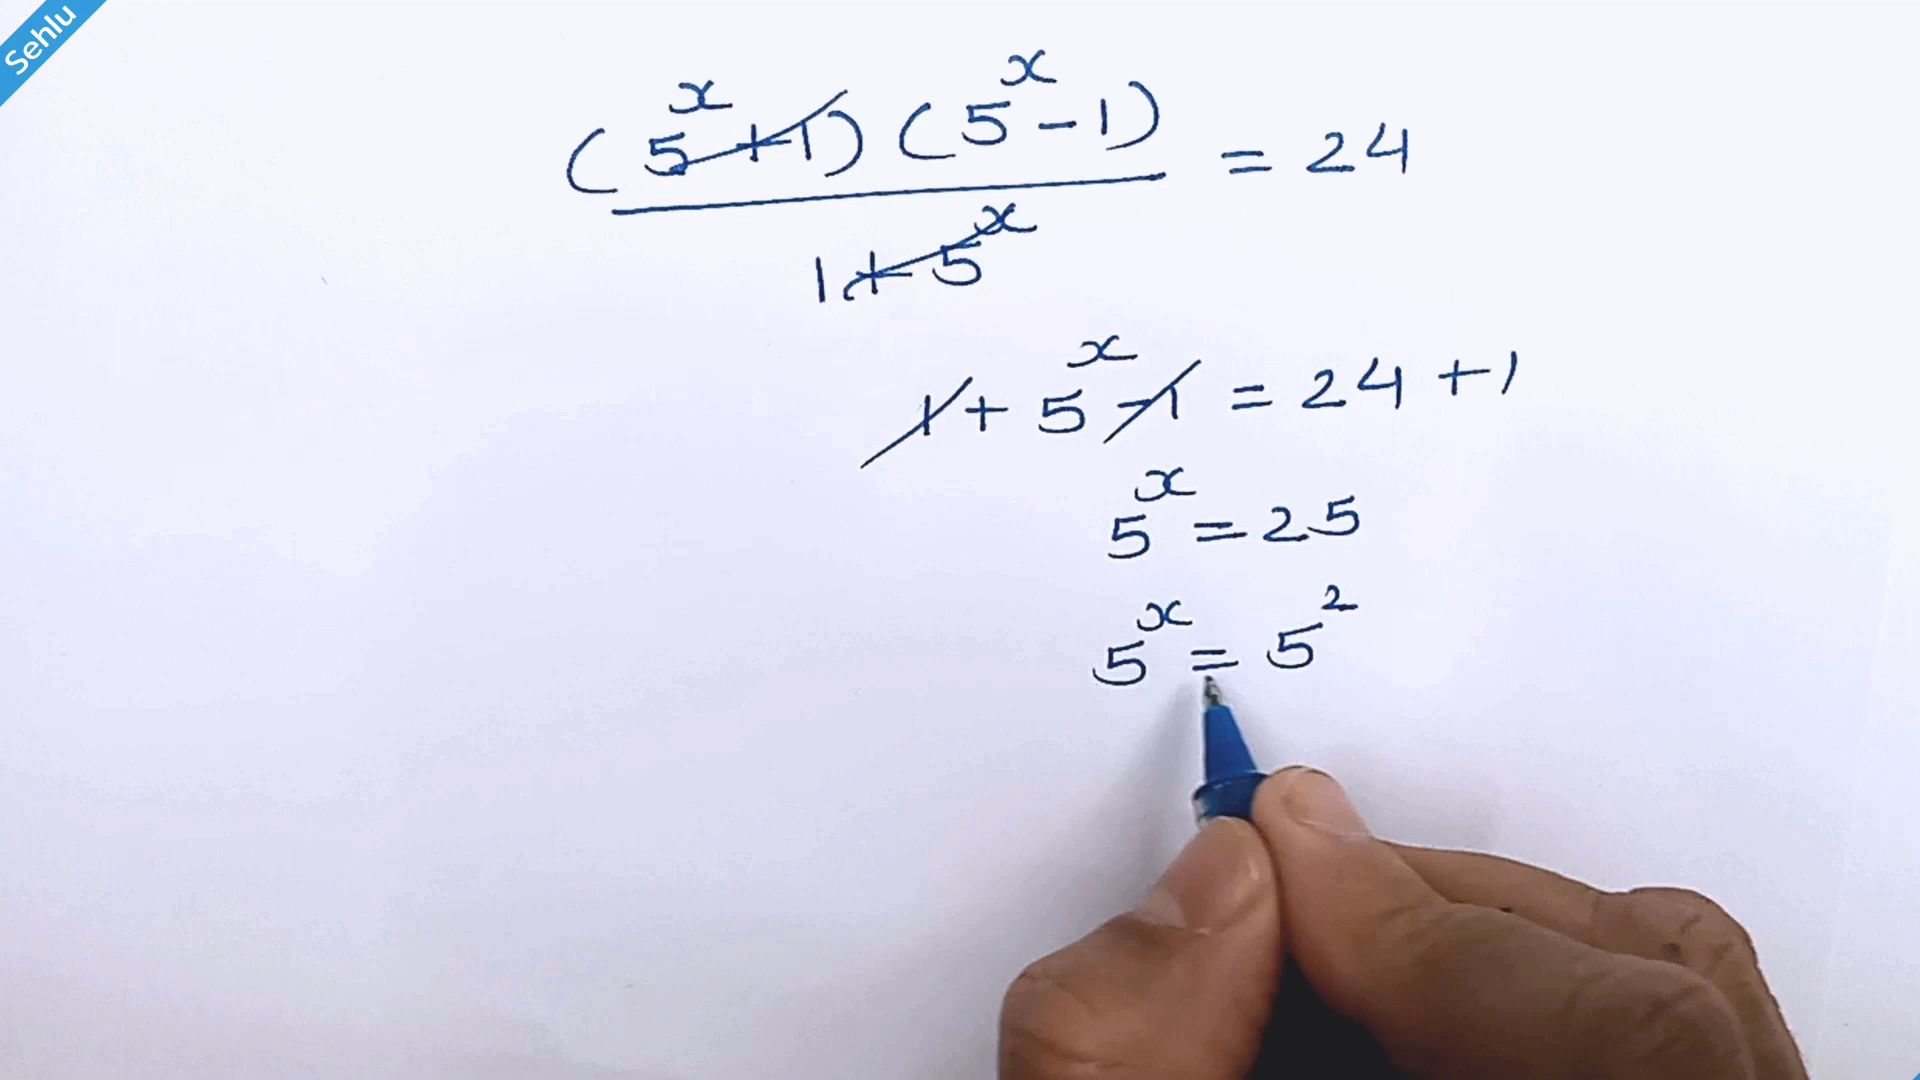 Sehlu
(5^x+1)(5^x-1)/(1+5^x) = 24
1+5^x-1 = 24+1
5^x = 25
5^x = 5^2